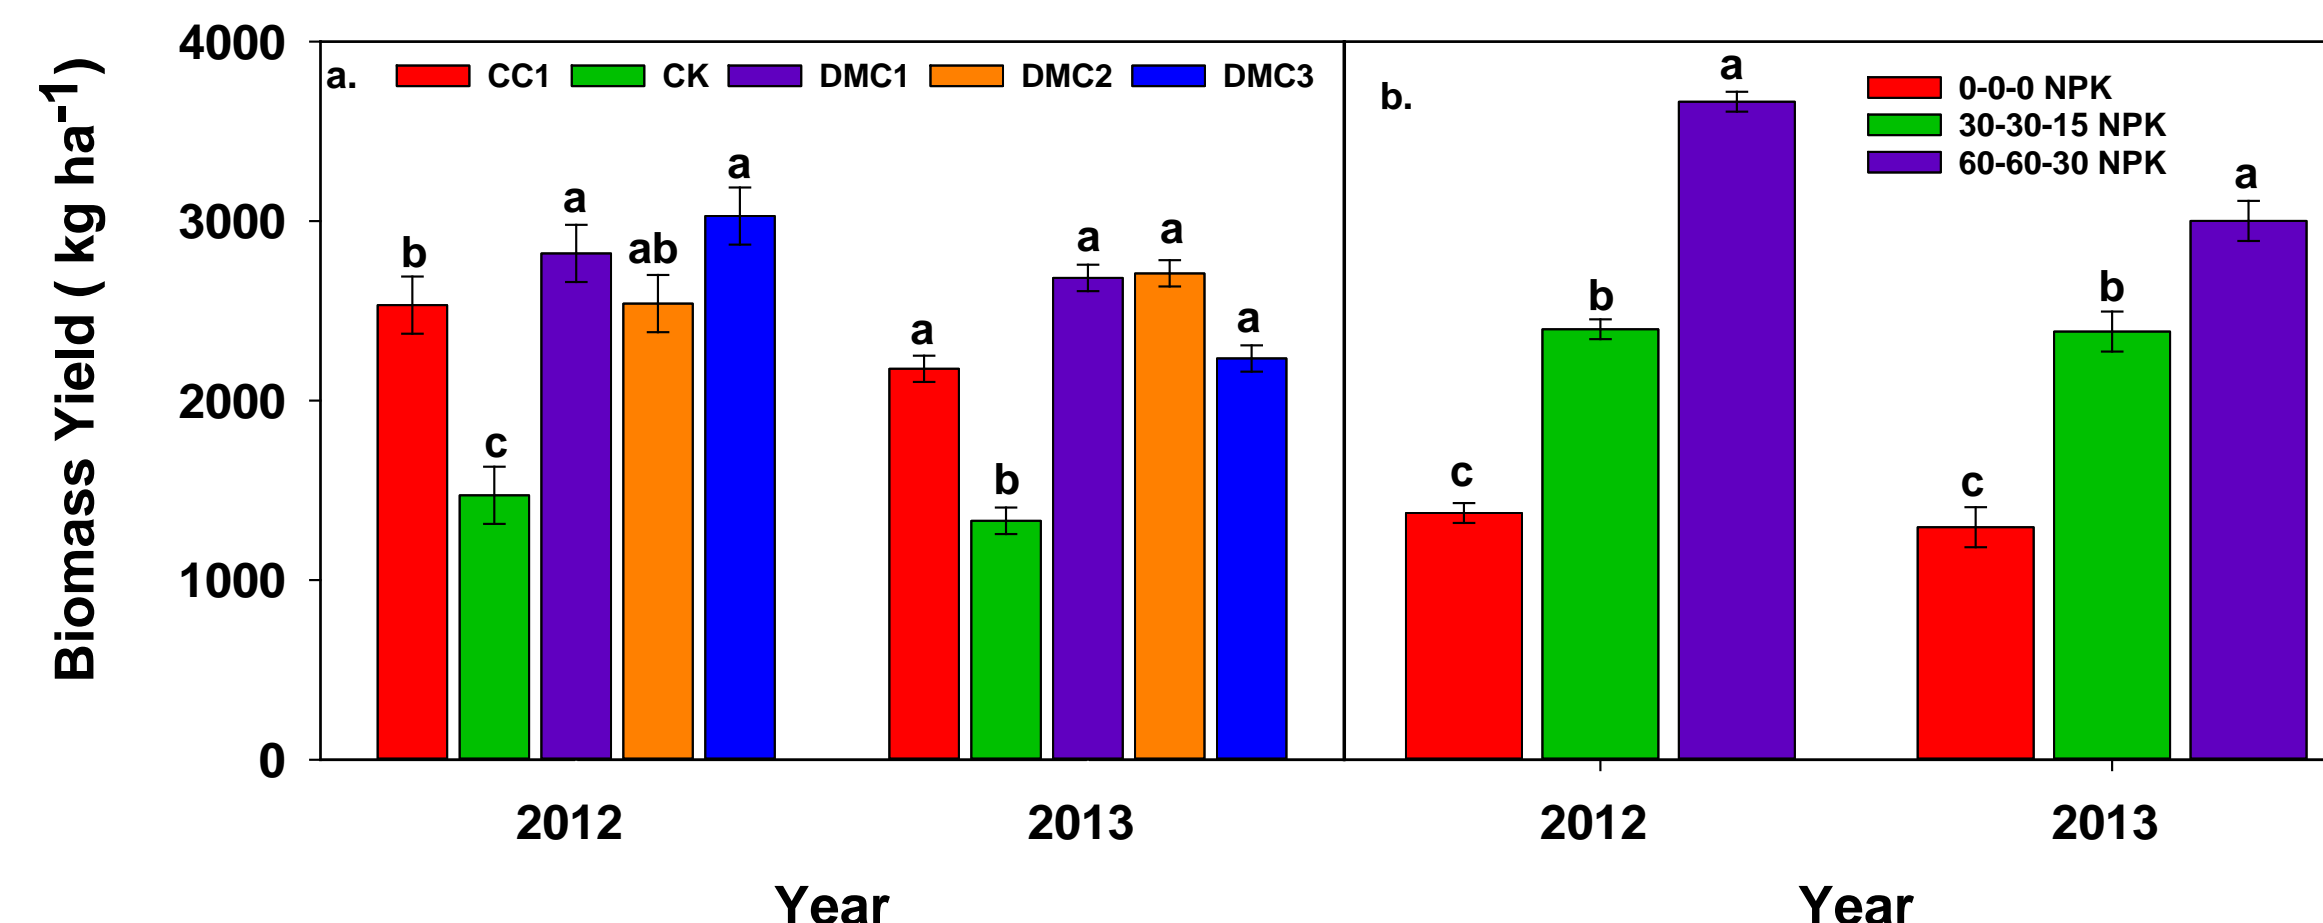 Biomass Yield ( kg ha-1)
4000
3000
2000
1000
0
a. CC1 CK DMC1 DMC2 DMC3
b c a ab a
a b a a a
2012 2013
Year
b.
0-0-0 NPK
30-30-15 NPK
60-60-30 NPK
c b a
c b a
2012 2013
Year